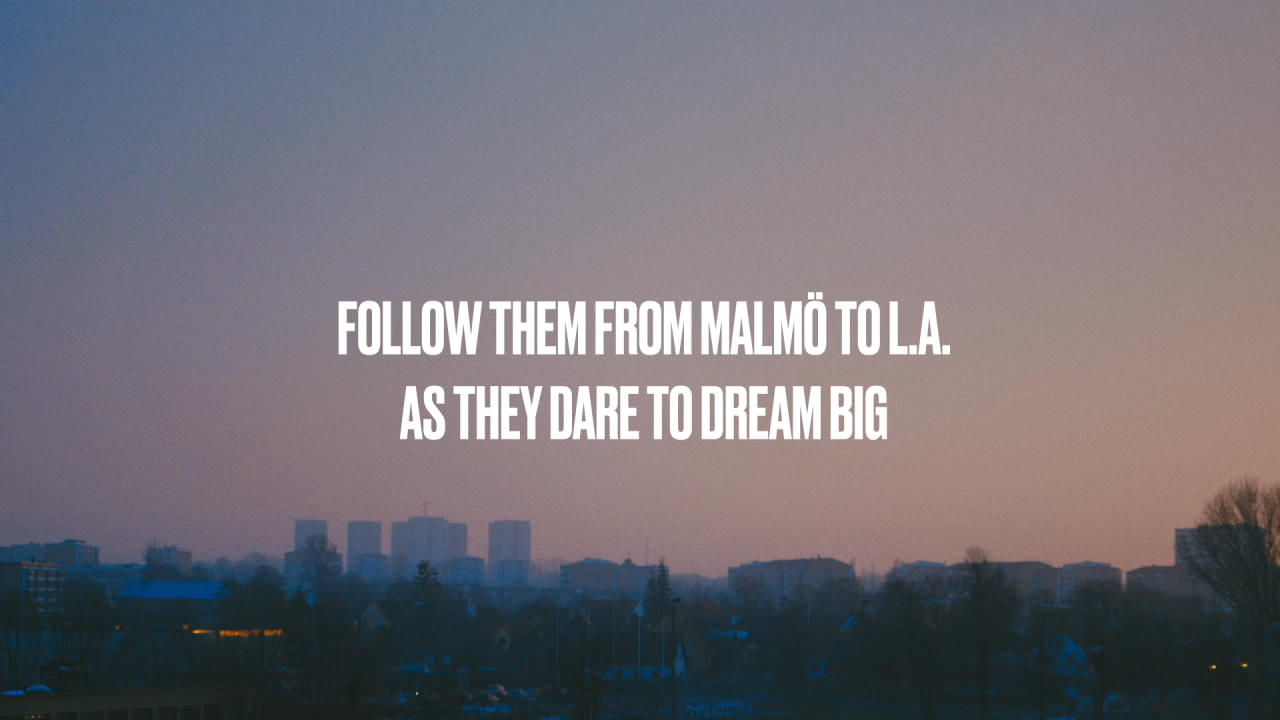 FOLLOW THEM FROM MALMÖ TO L.A.
AS THEY DARE TO DREAM BIG